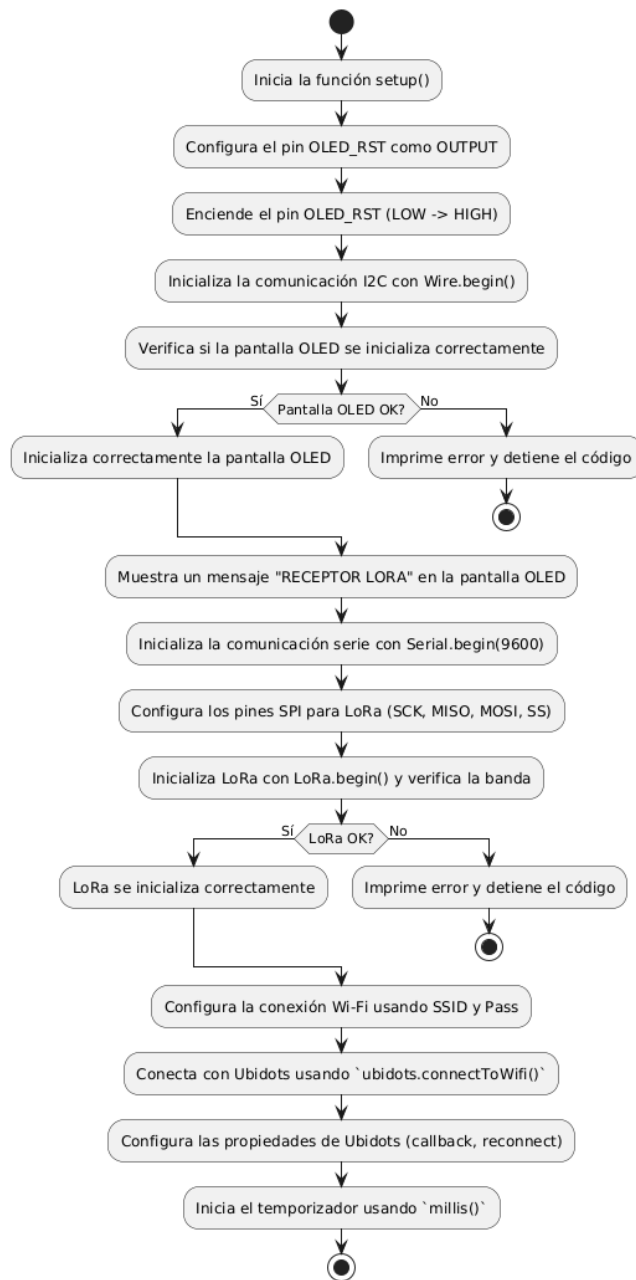 Inicia la función setup()
Configura el pin OLED_RST como OUTPUT
Enciende el pin OLED_RST (LOW -> HIGH)
Inicializa la comunicación I2C con Wire.begin()
Verifica si la pantalla OLED se inicializa correctamente
Sí
Pantalla OLED OK?
No
Inicializa correctamente la pantalla OLED
Imprime error y detiene el código
Muestra un mensaje "RECEPTOR LORA" en la pantalla OLED
Inicializa la comunicación serie con Serial.begin(9600)
Configura los pines SPI para LoRa (SCK, MISO, MOSI, SS)
Inicializa LoRa con LoRa.begin() y verifica la banda
Sí
LoRa OK?
No
LoRa se inicializa correctamente
Imprime error y detiene el código
Configura la conexión Wi-Fi usando SSID y Pass
Conecta con Ubidots usando `ubidots.connectToWifi()`
Configura las propiedades de Ubidots (callback, reconnect)
Inicia el temporizador usando `millis()`